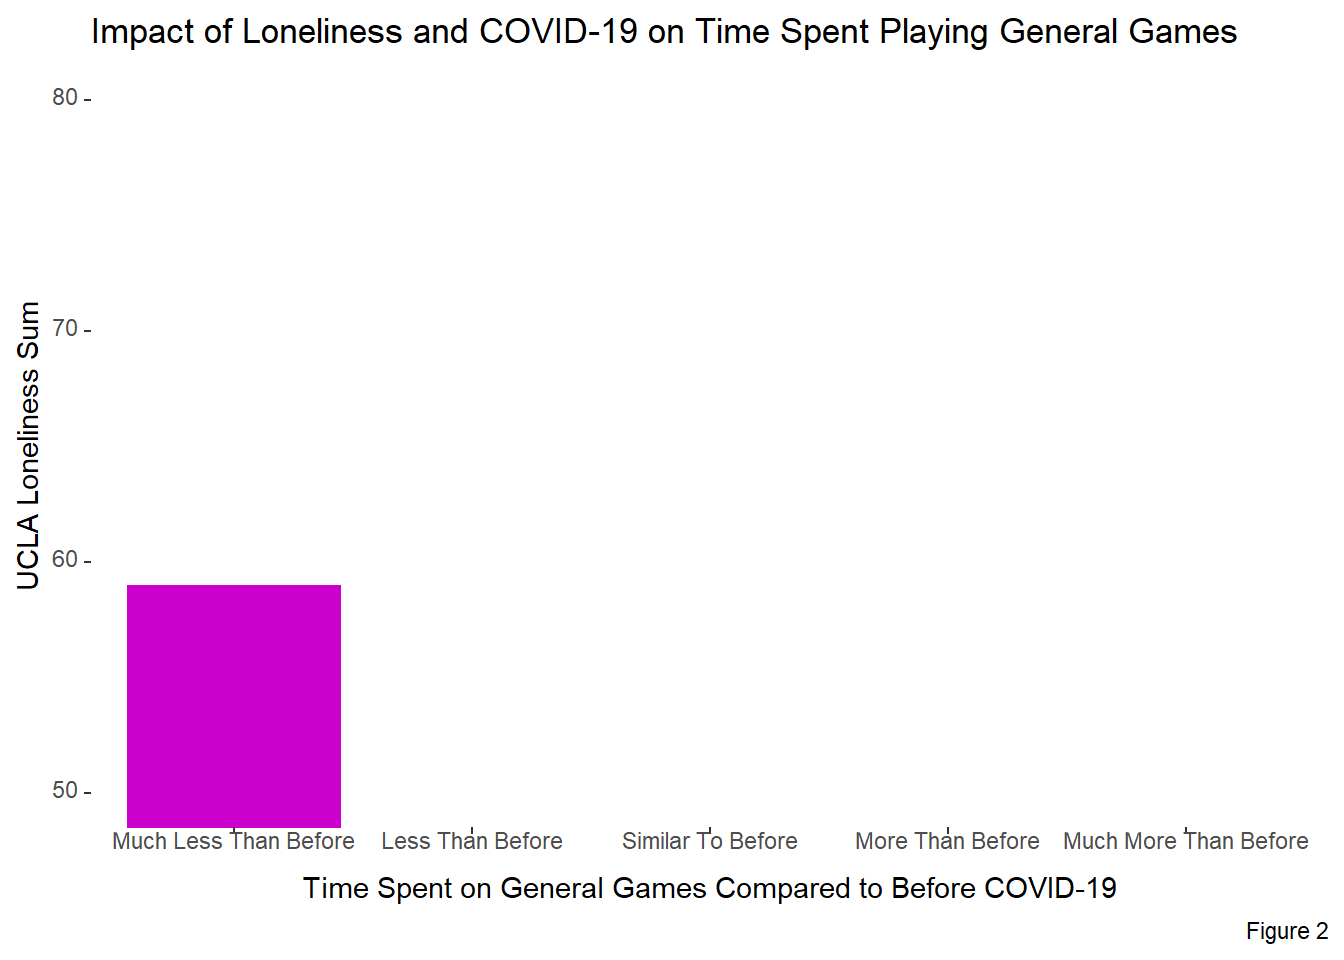 Impact of Loneliness and COVID-19 on Time Spent Playing General Games
80
70
60
50
UCLA Loneliness Sum
Much Less Than Before Less Than Before Similar To Before More Than Before Much More Than Before
Time Spent on General Games Compared to Before COVID-19
Figure 2